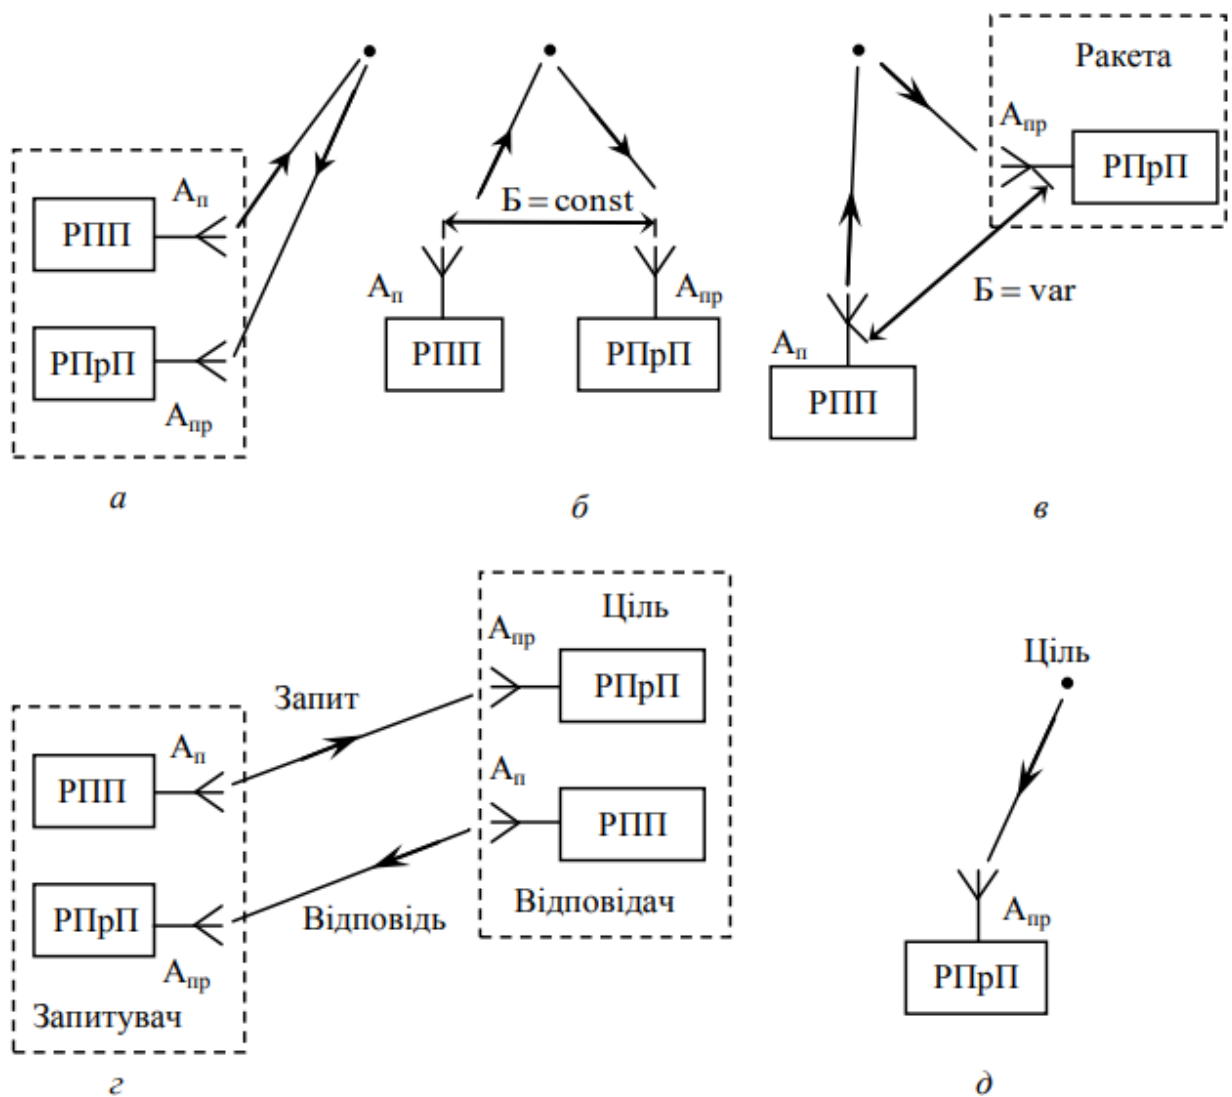 Aп
РПП
РПрП
Aпр
а
Б = const
Aп
Aпр
РПП
РПрП
б
Ракета
Aпр
РПрП
Б = var
Aп
РПП
в
Запит
Aп
РПП
РПрП
Aпр
Запитувач
Відповідь
Ціль
Aпр
РПрП
Aп
РПП
Відповідач
г
Ціль
Aпр
РПрП
д